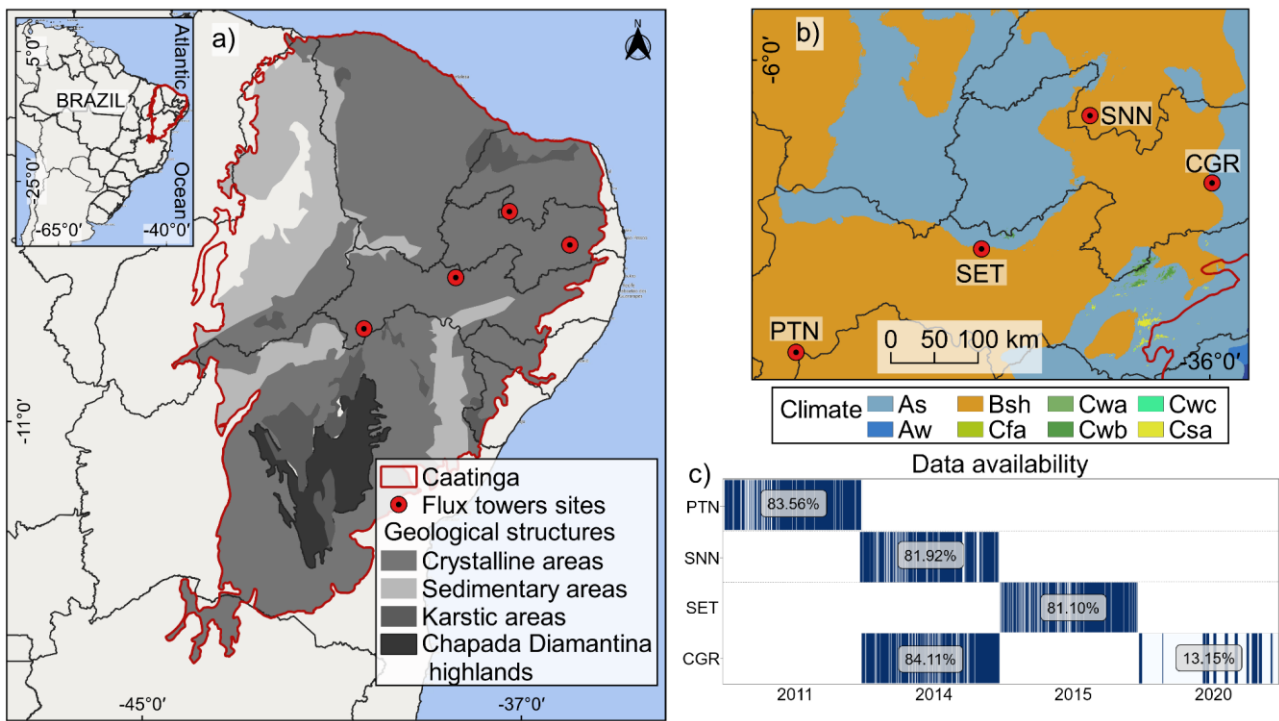 a)
N
-5°0′
BRAZIL
Atlantic
Ocean
-25°0′
-65°0′
-40°0′
-11°0′
-45°0′
-37°0′
Caatinga
Flux towers sites
Geological structures
Crystalline areas
Sedimentary areas
Karstic areas
Chapada Diamantina
highlands
b)
-6°0′
SNN
CGR
SET
PTN
0 50 100 km
-36°0′
Climate
As Bsh Cwa Cwc
Aw Cfa Cwb Csa
c)
Data availability
PTN 83.56%
SNN 81.92%
SET 81.10%
CGR 84.11% 13.15%
2011 2014 2015 2020